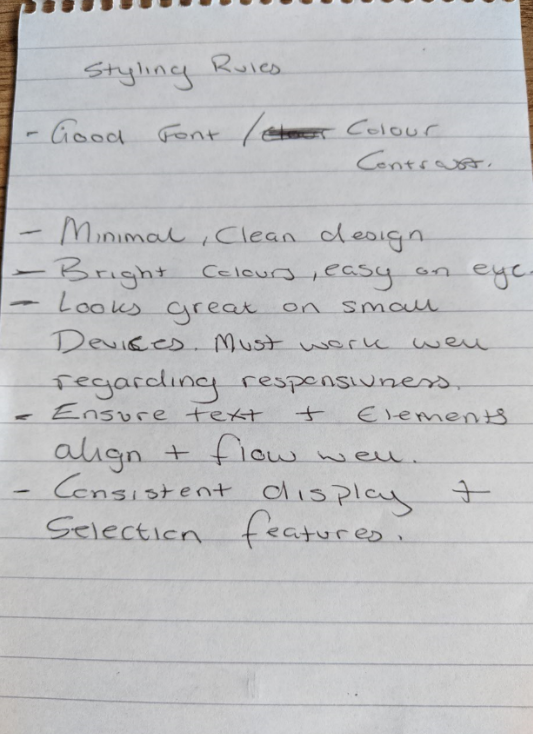 Styling Rules
- Good Font / Colour
Contrast.
- Minimal, Clean design
- Bright Colours, easy on eye.
- Looks great on small
Devices. Must work well
regarding responsivness.
- Ensure text + Elements
align + flow well.
- Consistent display +
Selection features.